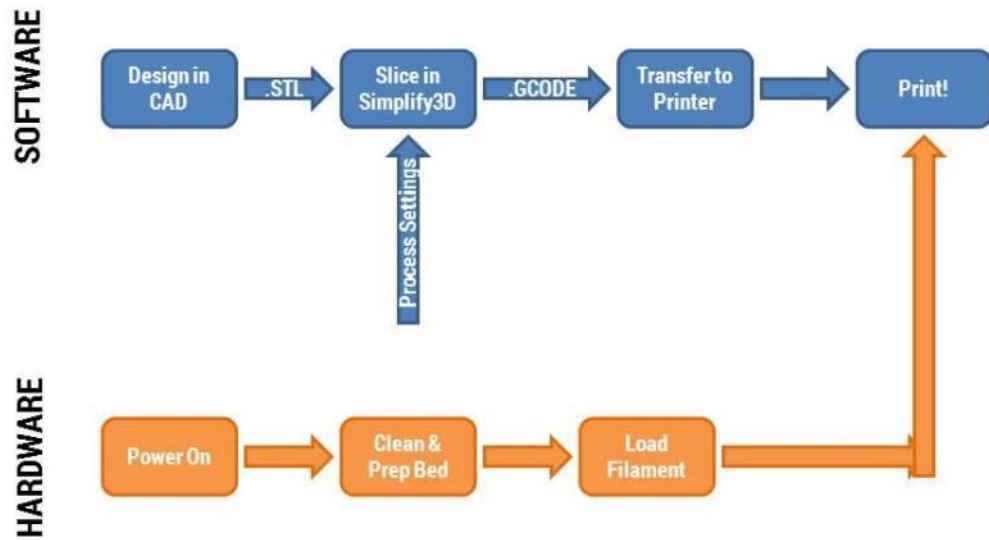 SOFTWARE
Design in
CAD
.STL
Slice in
Simplify3D
.GCODE
Transfer to
Printer
Print!
Process Settings
HARDWARE
Power On
Clean &
Prep Bed
Load
Filament